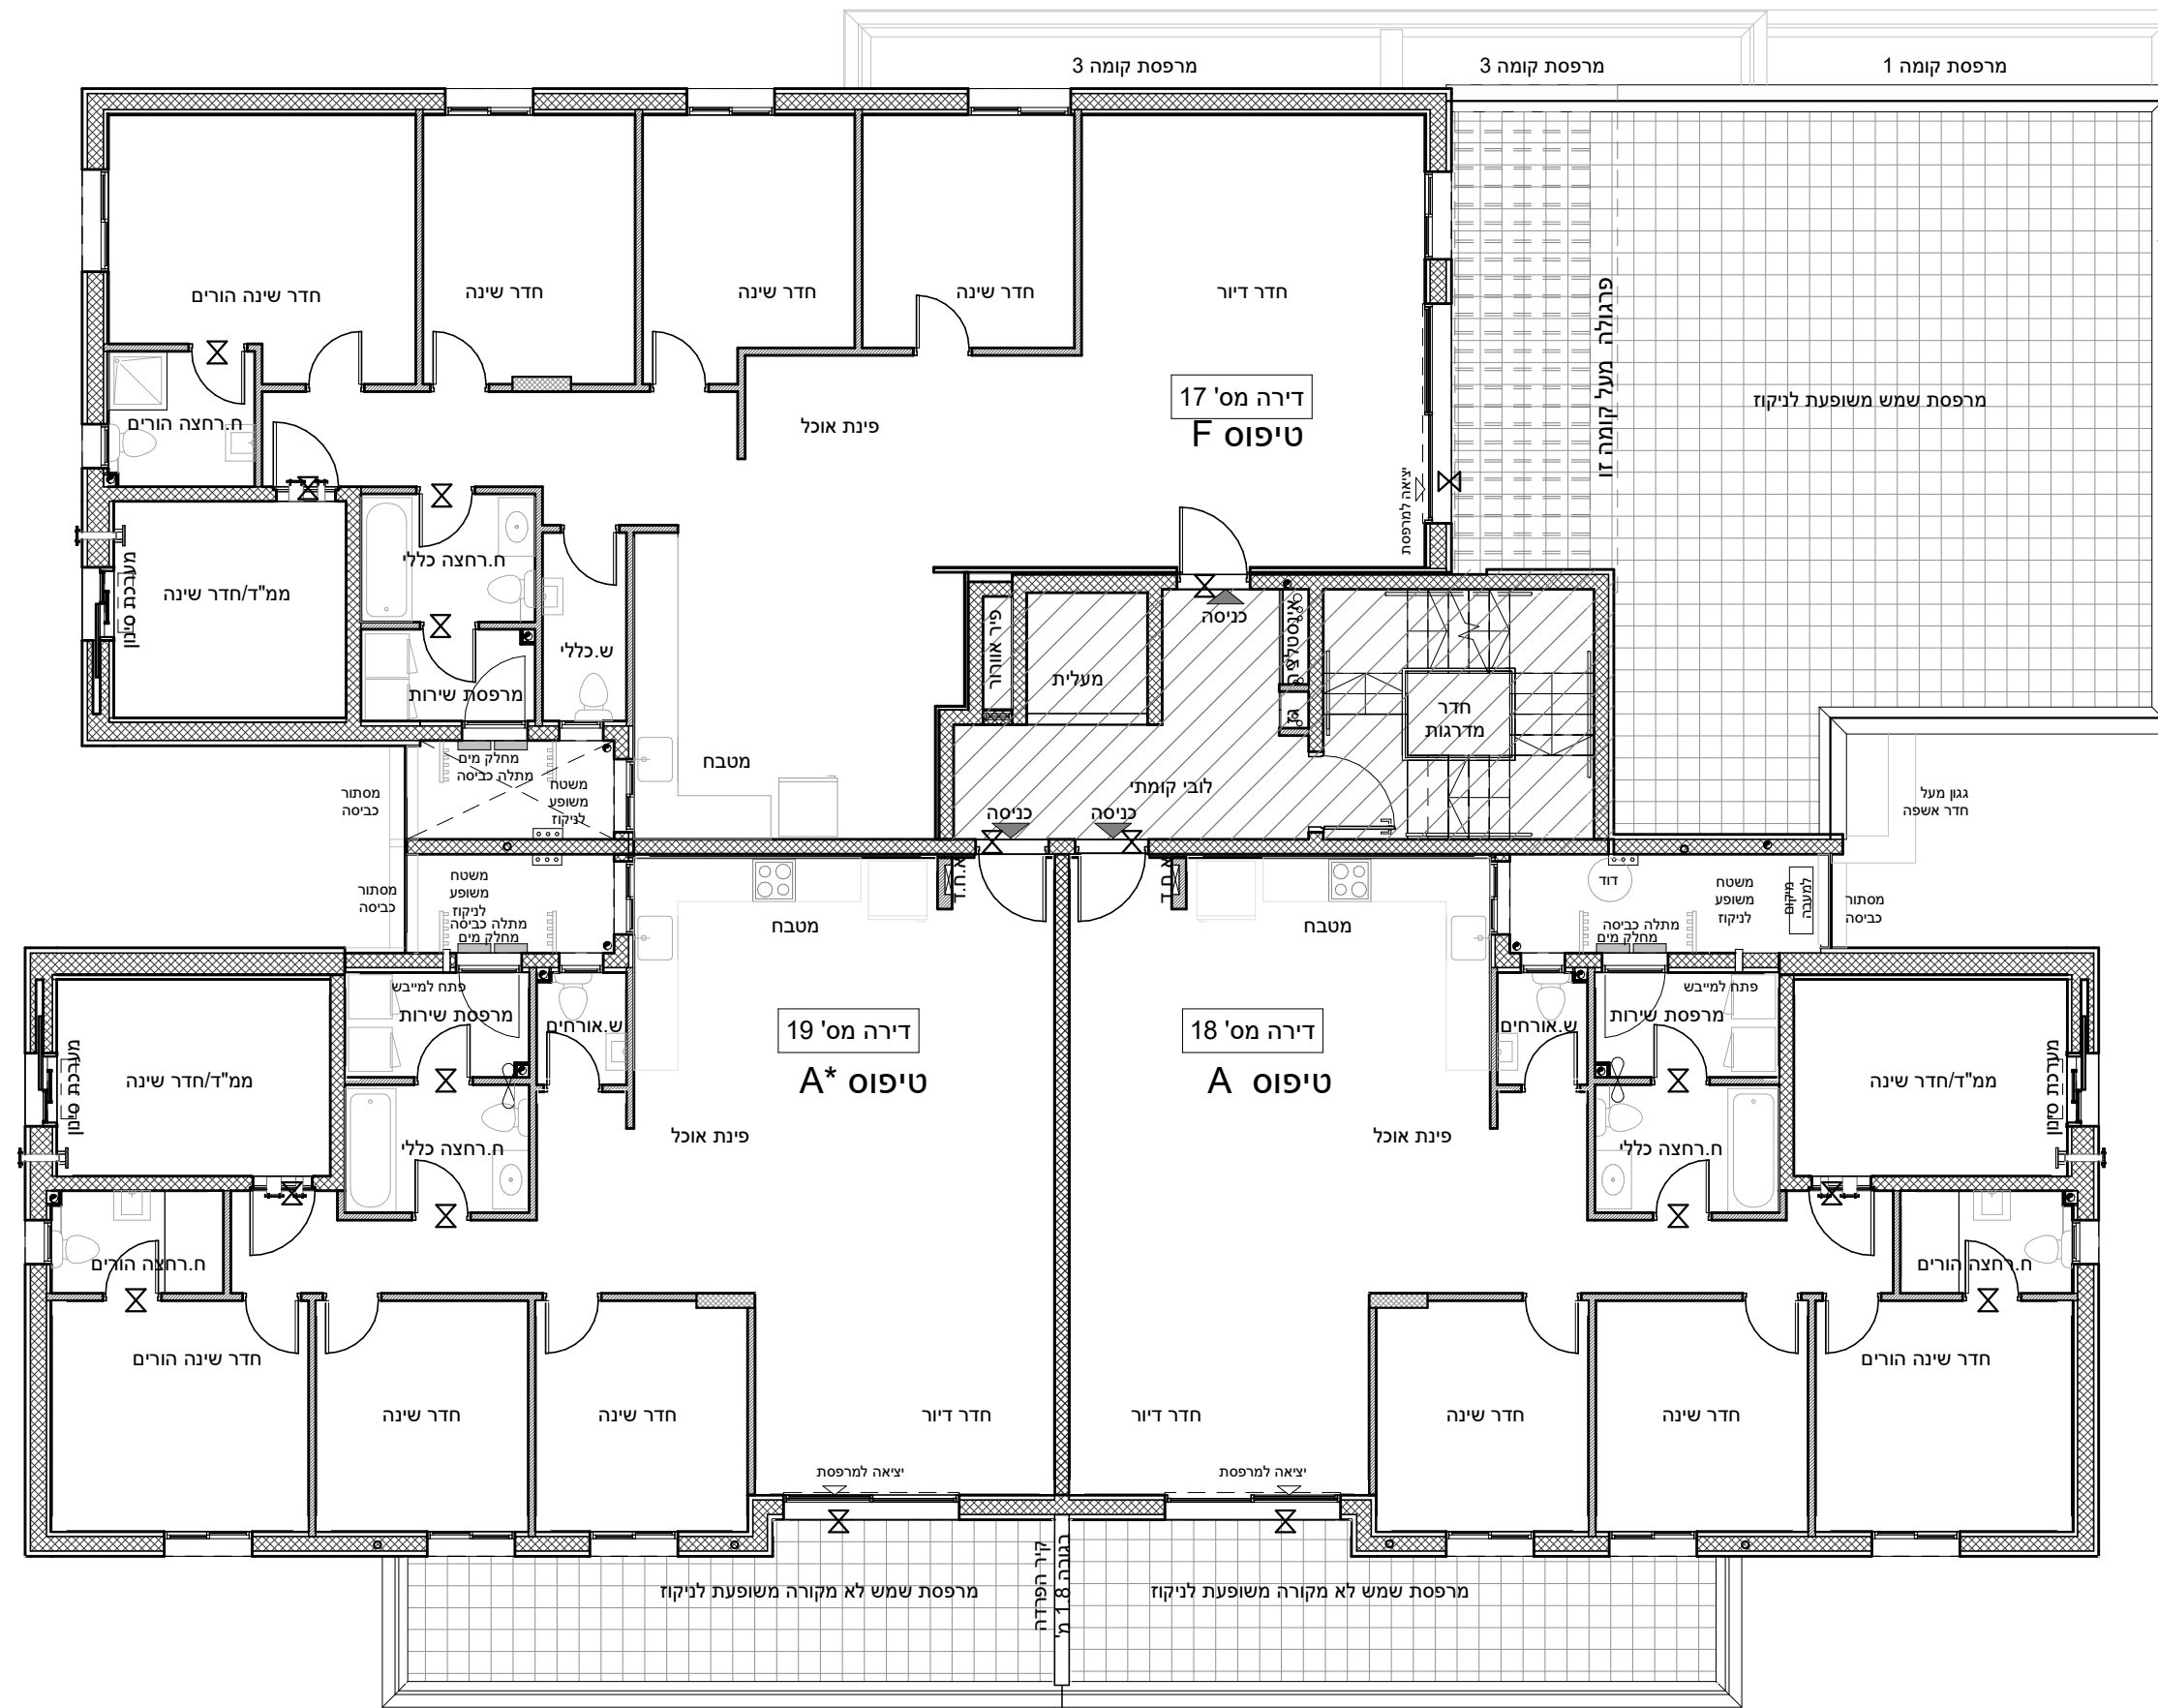 מרפסת קומה 3
מרפסת קומה 3
מרפסת קומה 1
חדר שינה הורים
חדר שינה
חדר שינה
חדר שינה
חדר דיור
פרגולה מעל קומה זו
מרפסת שמש משופעת לניקוז
דירה מס' 17
טיפוס F
פינת אוכל
ח.רחצה הורים
יציאה למרפסת
ממ"ד/חדר שינה
מערכת סינון
ח.רחצה כללי
ש.כללי
מרפסת שירות
פיר אוורור
מעלית
כניסה
אינסטלציה
גז
חדר
מדרגות
לובי קומתי
כניסה
כניסה
מטבח
מחלק מים
מתלה כביסה
משטח
משופע
לניקוז
מסתור
כביסה
גגון מעל
חדר אשפה
מסתור
כביסה
משטח
משופע
לניקוז
מתלה כביסה
מחלק מים
א.ח.ד
א.ח.ד
מטבח
מטבח
דוד
משטח
משופע
לניקוז
מיקום
למעבה
מסתור
כביסה
מתלה כביסה
מחלק מים
פתח למייבש
מרפסת שירות
ש.אורחים
דירה מס' 19
טיפוס A*
דירה מס' 18
טיפוס A
ש.אורחים
פתח למייבש
מרפסת שירות
ממ"ד/חדר שינה
מערכת סינון
ממ"ד/חדר שינה
מערכת סינון
ח.רחצה כללי
פינת אוכל
פינת אוכל
ח.רחצה כללי
ח.רחצה הורים
ח.רחצה הורים
חדר שינה הורים
חדר שינה
חדר שינה
חדר דיור
חדר דיור
חדר שינה
חדר שינה
חדר שינה הורים
יציאה למרפסת
יציאה למרפסת
מרפסת שמש לא מקורה משופעת לניקוז
קיר הפרדה
בגובה 1.8 מ'
מרפסת שמש לא מקורה משופעת לניקוז